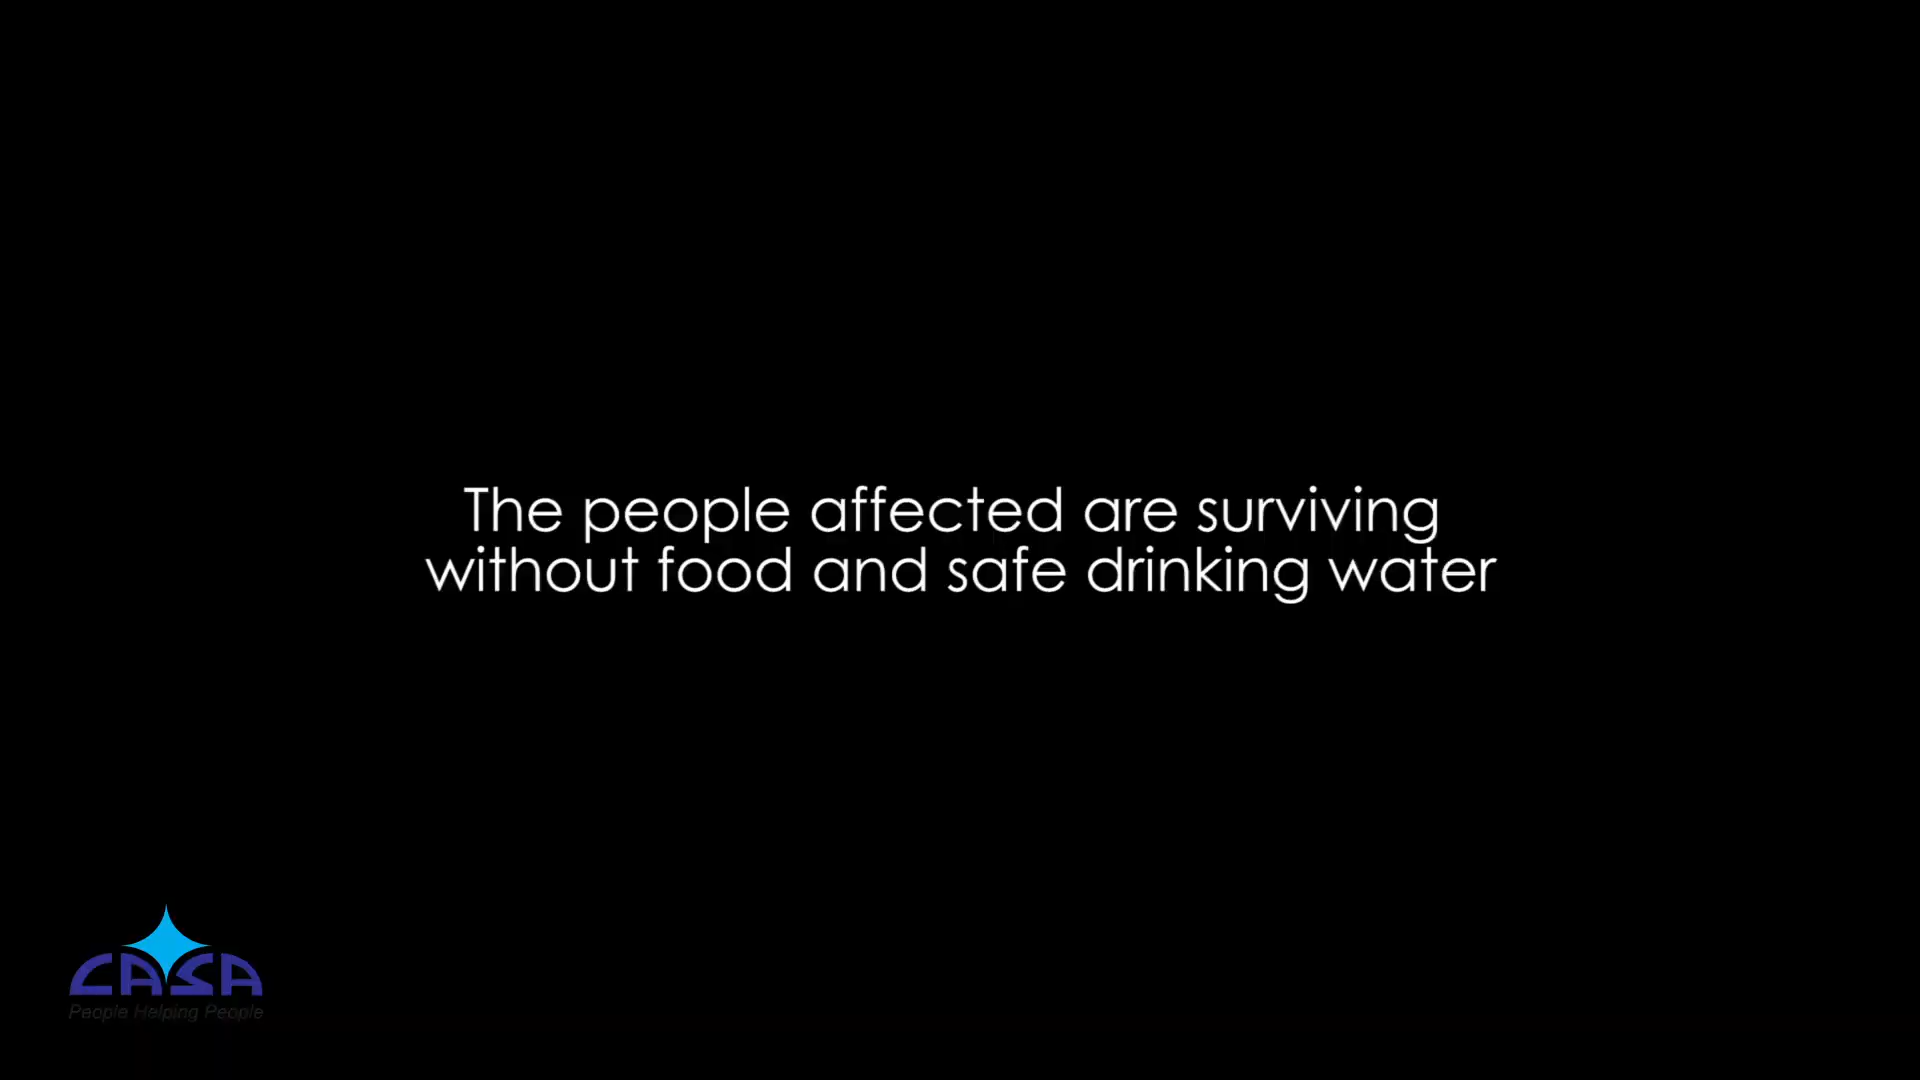 The people affected are surviving
without food and safe drinking water
CASA
People Helping People